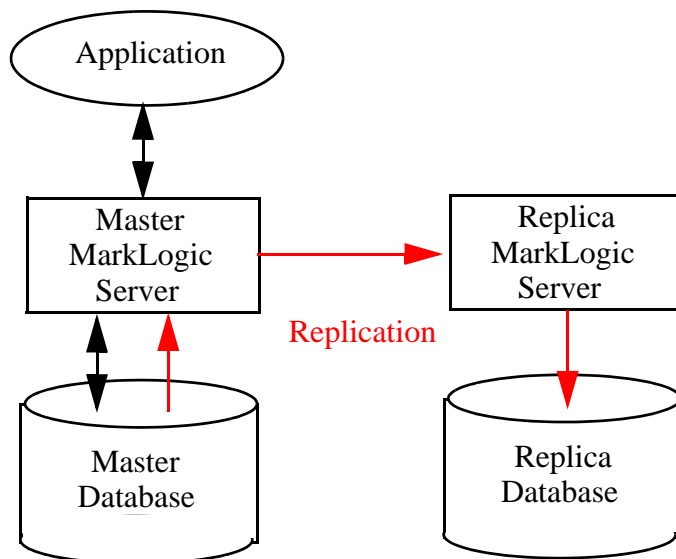 Application
Master
MarkLogic
Server
Replica
MarkLogic
Server
Replication
Master
Database
Replica
Database